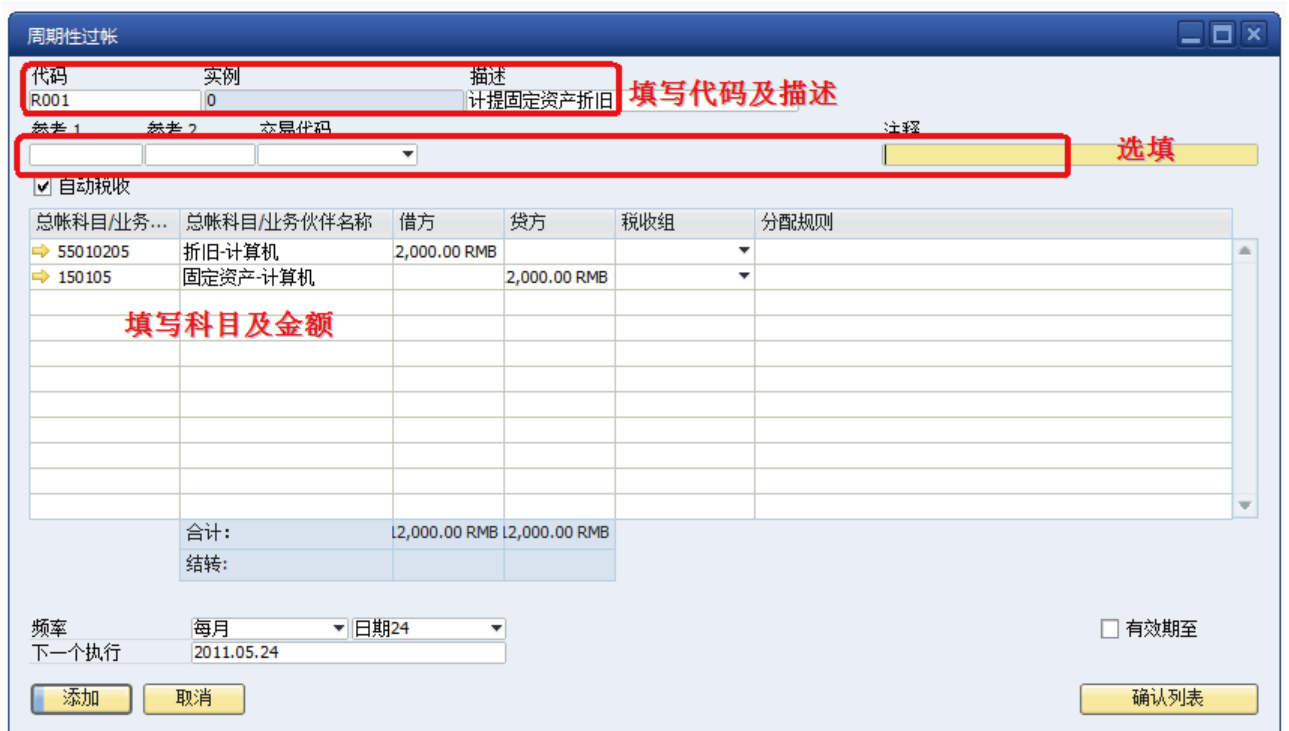 周期性过帐
代码 实例 描述
R001 0 计提固定资产折旧 填写代码及描述
参考 1 参考 2 交易代码 注释
选填
自动税收
总帐科目/业务... 总帐科目/业务伙伴名称 借方 贷方 税收组 分配规则
55010205 折旧-计算机 2,000.00 RMB
150105 固定资产-计算机 2,000.00 RMB
填写科目及金额
合计: 12,000.00 RMB 12,000.00 RMB
结转:
频率 每月 日期24 有效期至
下一个执行 2011.05.24
添加 取消 确认列表